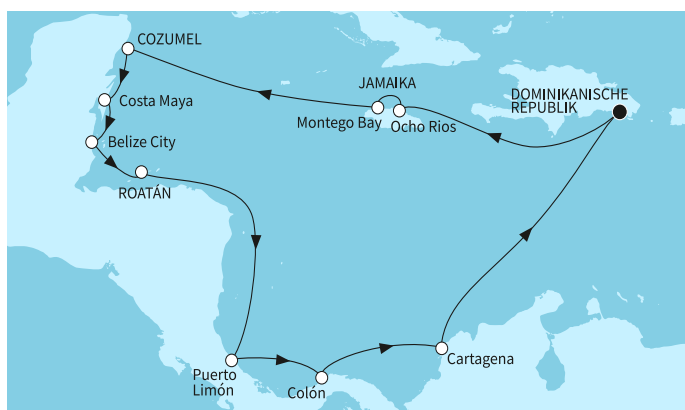 COZUMEL
JAMAIKA
DOMINIKANISCHE
REPUBLIK
Costa Maya
Montego Bay
Ocho Rios
Belize City
ROATÁN
Puerto
Limón
Colón
Cartagena